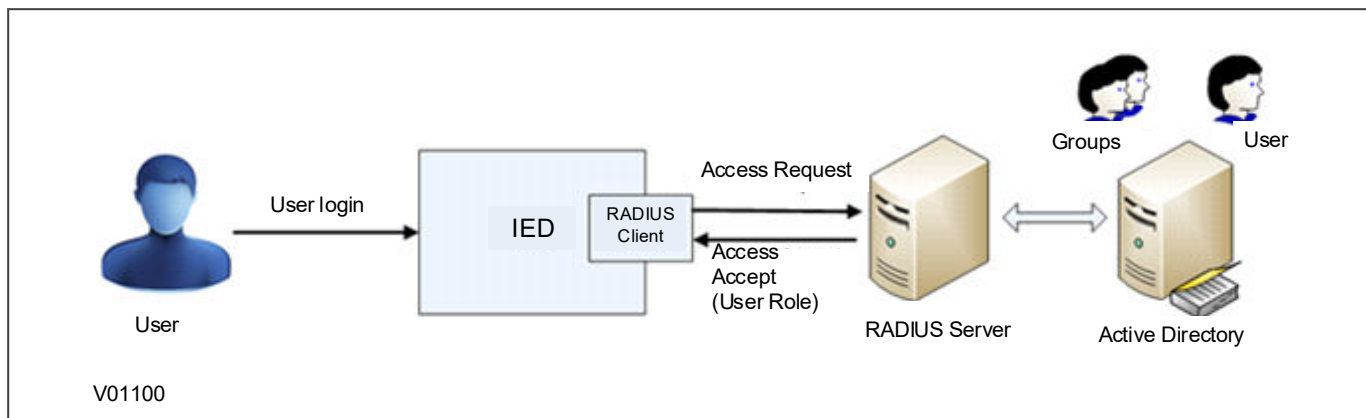 Groups
User
Access Request
User login
RADIUS
Client
IED
Access
Accept
(User Role)
User
RADIUS Server
Active Directory
V01100